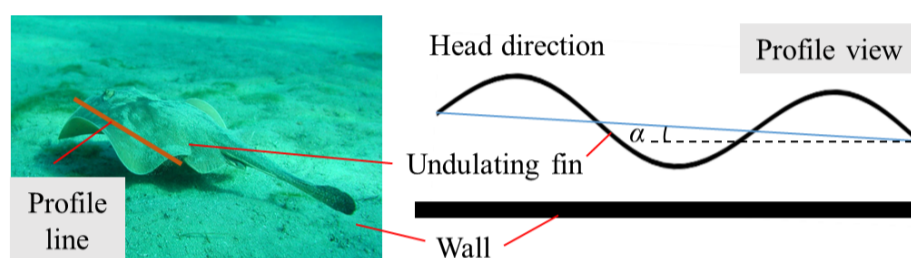 Head direction
Profile view
α
Undulating fin
Profile
line
Wall